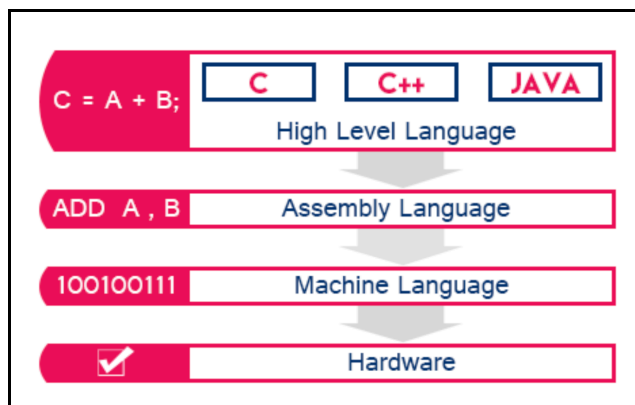 C = A + B;
C C++ JAVA
High Level Language
ADD A , B
Assembly Language
100100111
Machine Language
Hardware